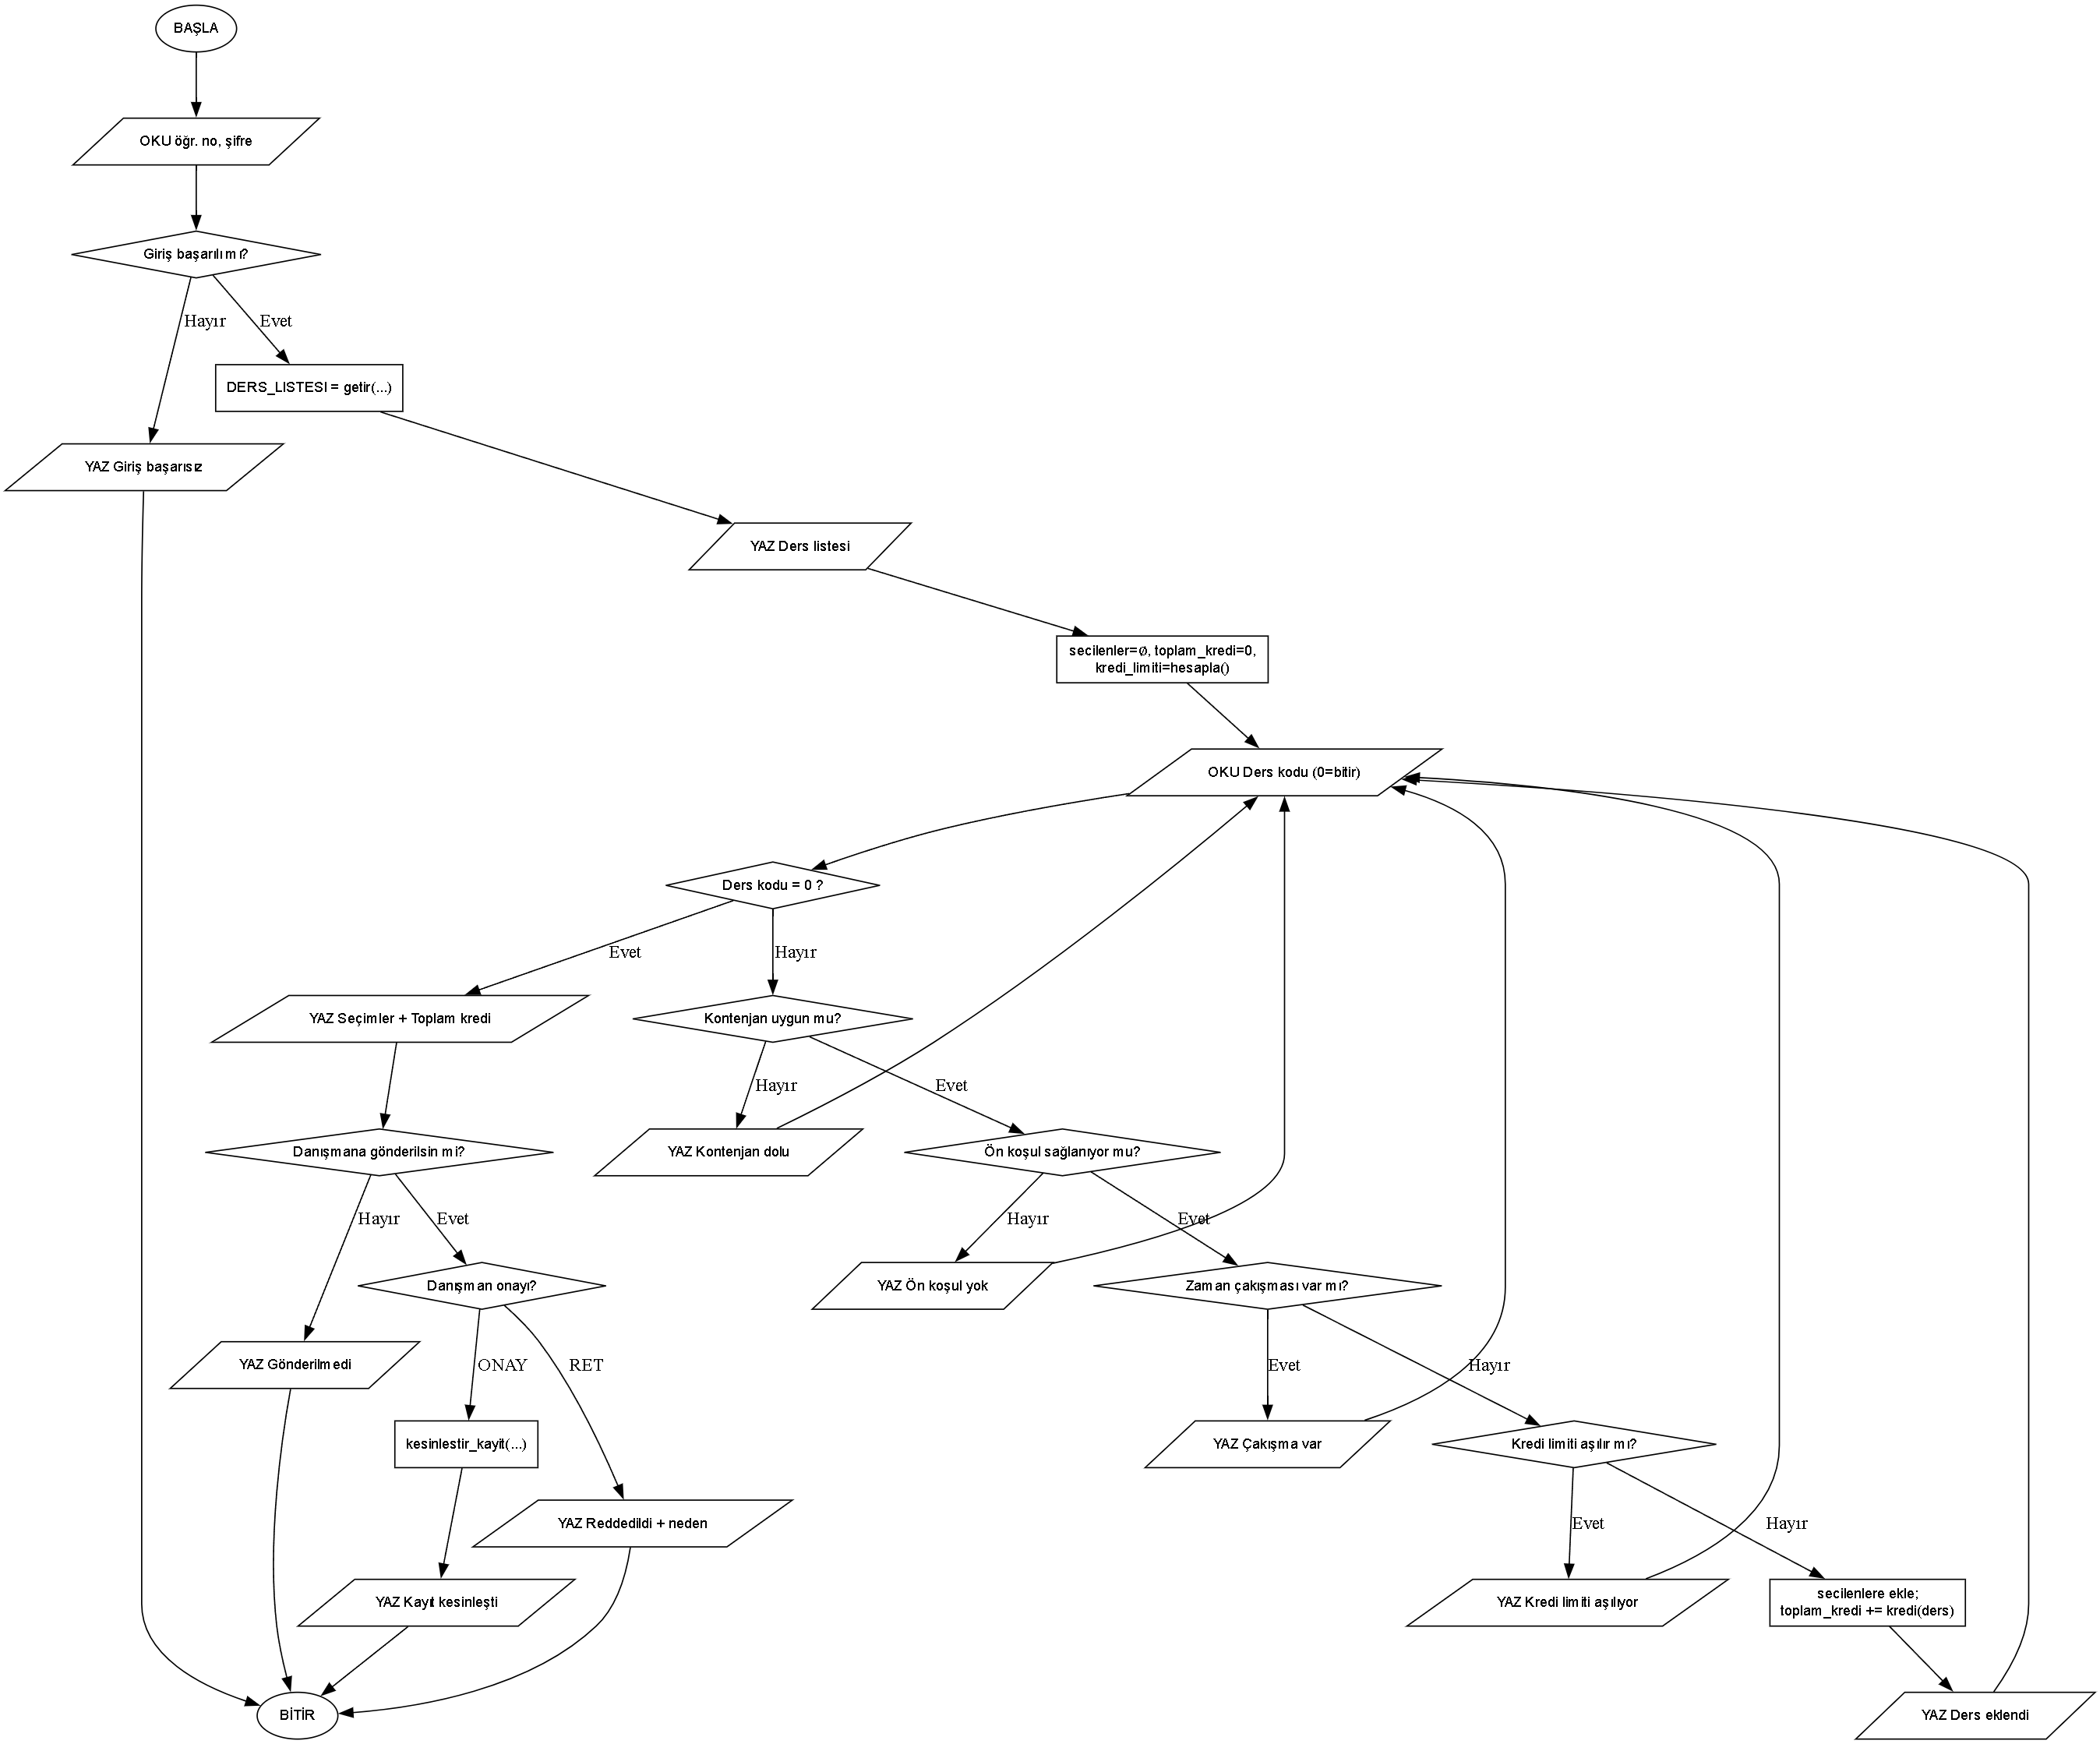 BAŞLA
OKU öğr. no, şifre
Giriş başarılı mı?
Hayır
Evet
DERS_LISTESI = getir(...)
YAZ Giriş başarısız
YAZ Ders listesi
secilenler=∅, toplam_kredi=0,
kredi_limiti=hesapla()
OKU Ders kodu (0=bitir)
Ders kodu = 0 ?
Evet
Hayır
YAZ Seçimler + Toplam kredi
Kontenjan uygun mu?
Hayır
Evet
Danışmana gönderilsin mi?
YAZ Kontenjan dolu
Ön koşul sağlanıyor mu?
Hayır
Evet
Hayır
Evet
Danışman onayı?
YAZ Ön koşul yok
Zaman çakışması var mı?
YAZ Gönderilmedi
ONAY
RET
Evet
Hayır
kesinlestir_kayit(...)
YAZ Çakışma var
Kredi limiti aşılır mı?
YAZ Reddedildi + neden
Evet
Hayır
YAZ Kayıt kesinleşti
YAZ Kredi limiti aşılıyor
secilenlere ekle;
toplam_kredi += kredi(ders)
BİTİR
YAZ Ders eklendi